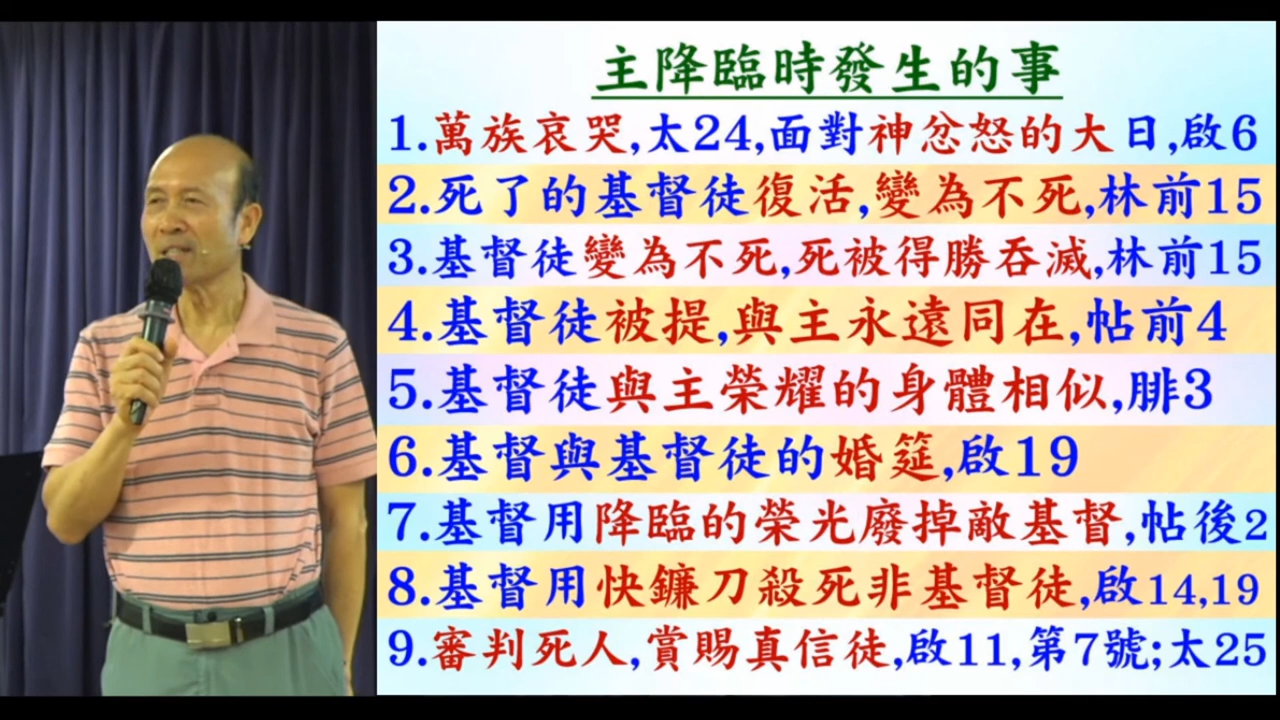 主降臨時發生的事
1.萬族哀哭,太24,面對神忿怒的大日,啟6
2.死了的基督徒復活,變為不死,林前15
3.基督徒變為不死,死被得勝吞滅,林前15
4.基督徒被提,與主永遠同在,帖前4
5.基督徒與主榮耀的身體相似,腓3
6.基督與基督徒的婚筵,啟19
7.基督用降臨的榮光廢掉敵基督,帖後2
8.基督用快鐮刀殺死非基督徒,啟14,19
9.審判死人,賞賜真信徒,啟11,第7號;太25